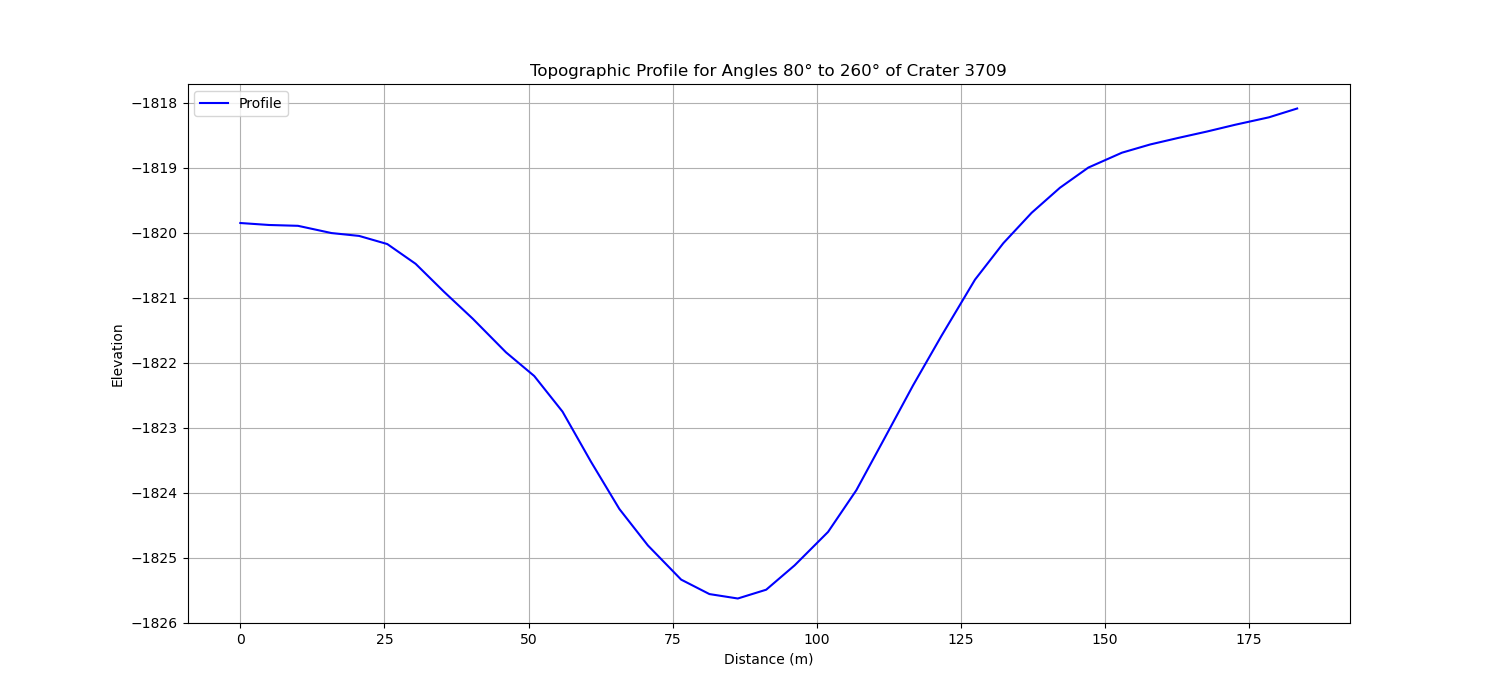 Topographic Profile for Angles 80° to 260° of Crater 3709
Profile
−1818
−1819
−1820
−1821
−1822
−1823
−1824
−1825
−1826
Elevation
0 25 50 75 100 125 150 175
Distance (m)